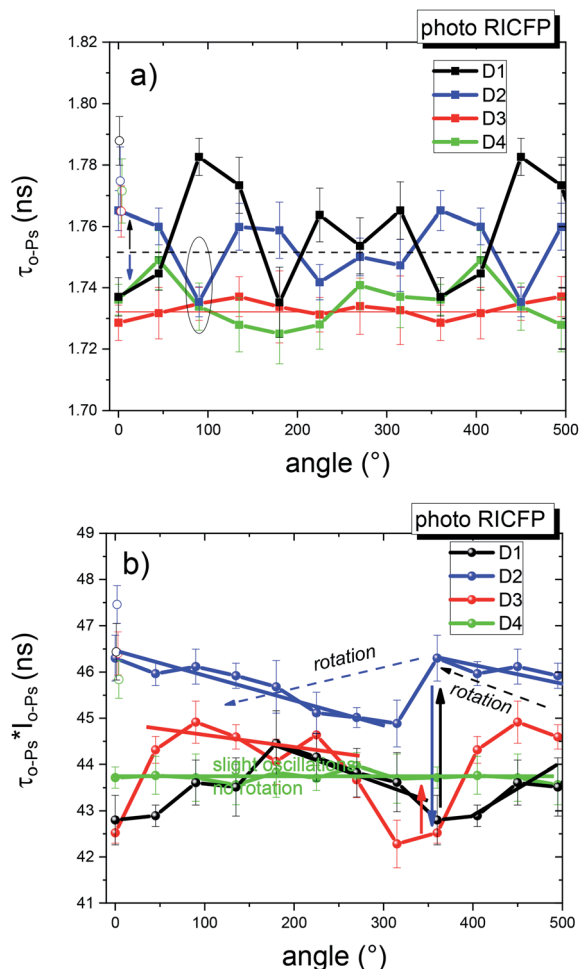 photo RICFP
a)
D1
D2
D3
D4
1.82
1.80
1.78
1.76
1.74
1.72
1.70
τo-Ps (ns)
0 100 200 300 400 500
angle (°)
photo RICFP
b)
D1
D2
D3
D4
49
48
47
46
45
44
43
42
41
τo-Ps*Io-Ps (ns)
rotation
rotation
slight oscillations
no rotation
0 100 200 300 400 500
angle (°)